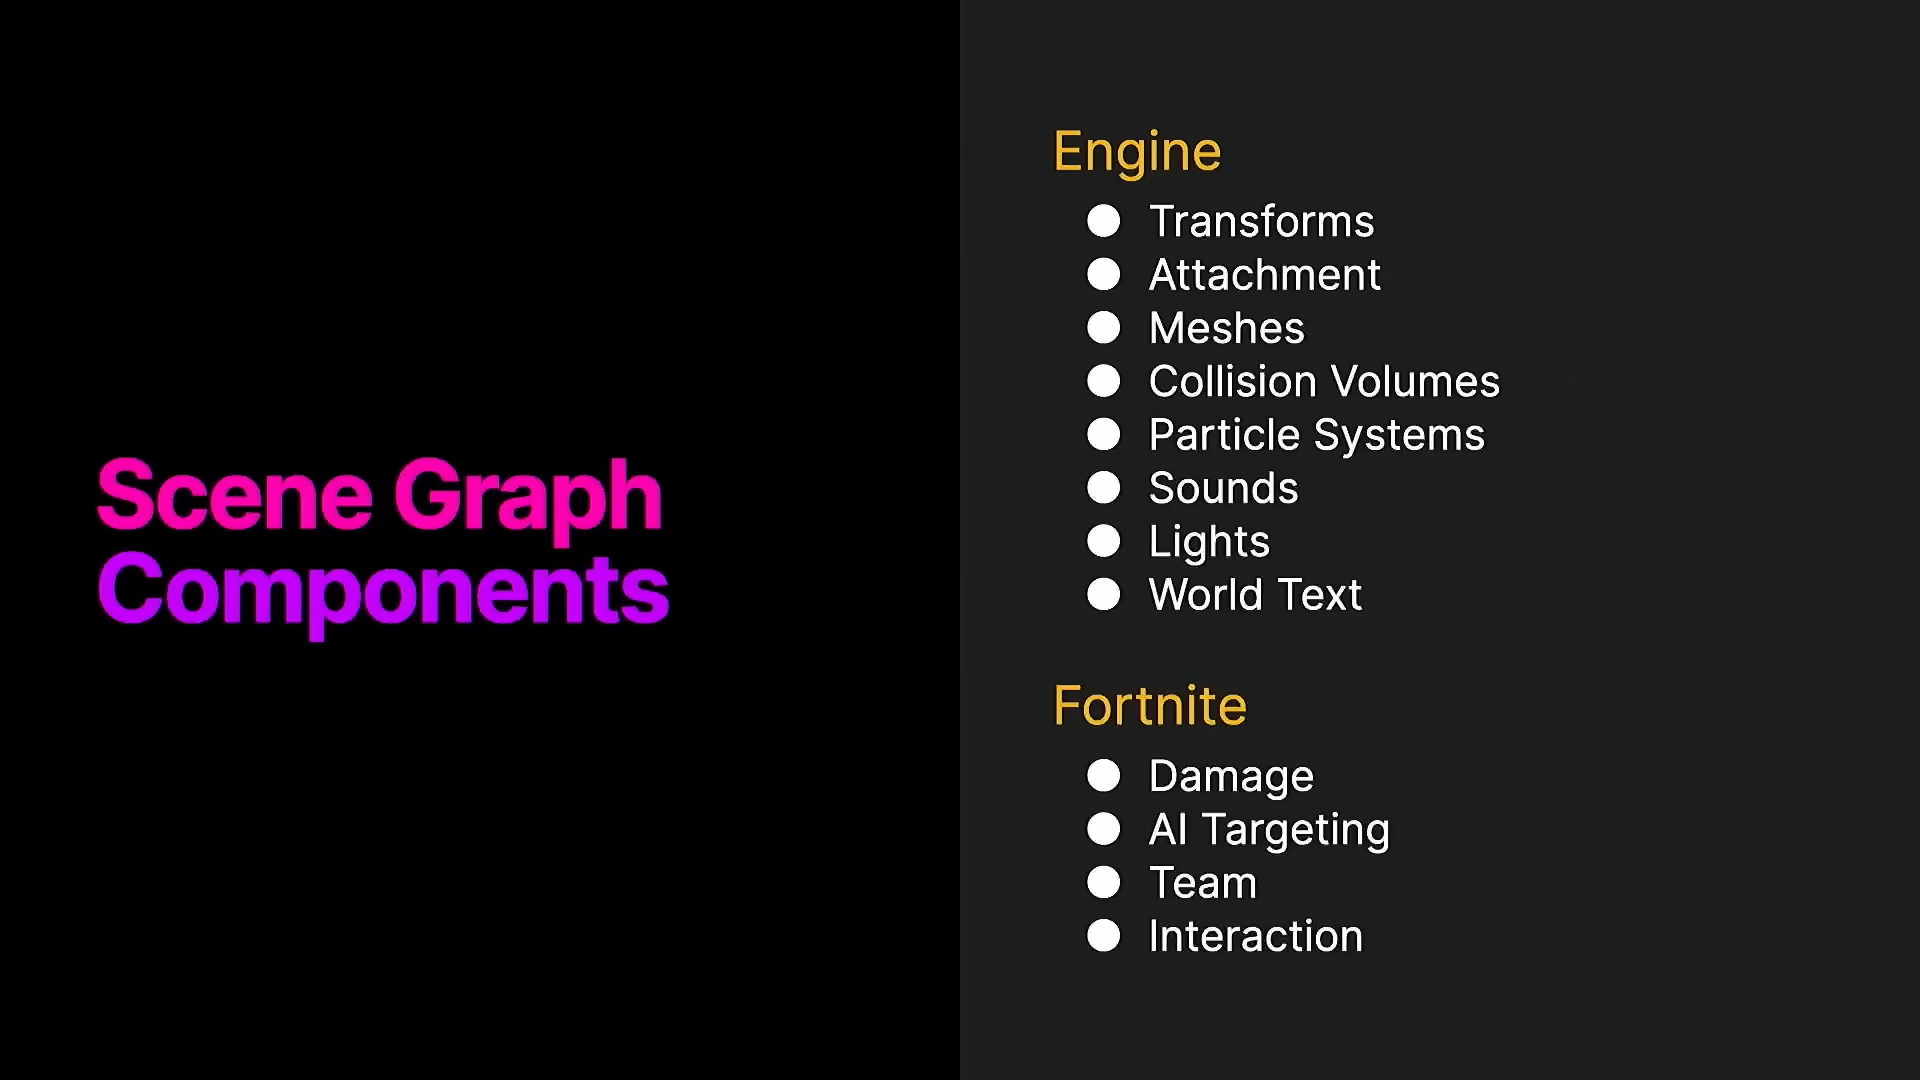 Scene Graph
Components
Engine
● Transforms
● Attachment
● Meshes
● Collision Volumes
● Particle Systems
● Sounds
● Lights
● World Text
Fortnite
● Damage
● AI Targeting
● Team
● Interaction